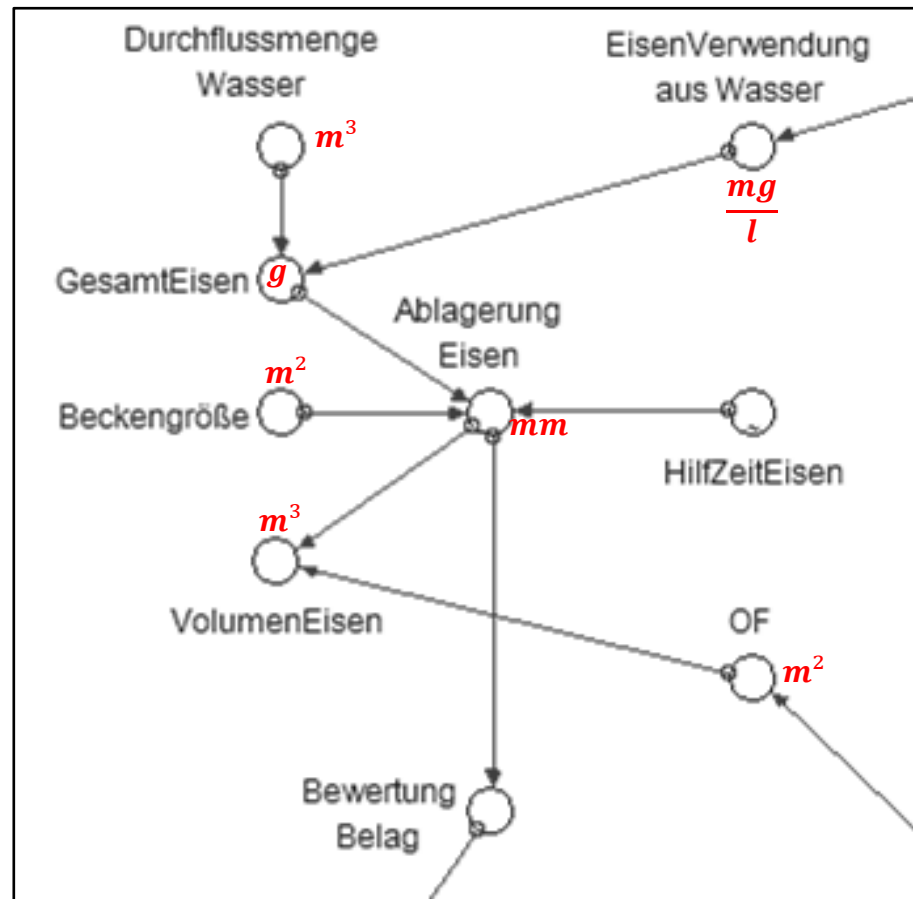 Durchflussmenge
Wasser
EisenVerwendung
aus Wasser
m³
mg
l
GesamtEisen
g
Ablagerung
Eisen
m²
Beckengröße
mm
HilfZeitEisen
m³
VolumenEisen
OF
m²
Bewertung
Belag